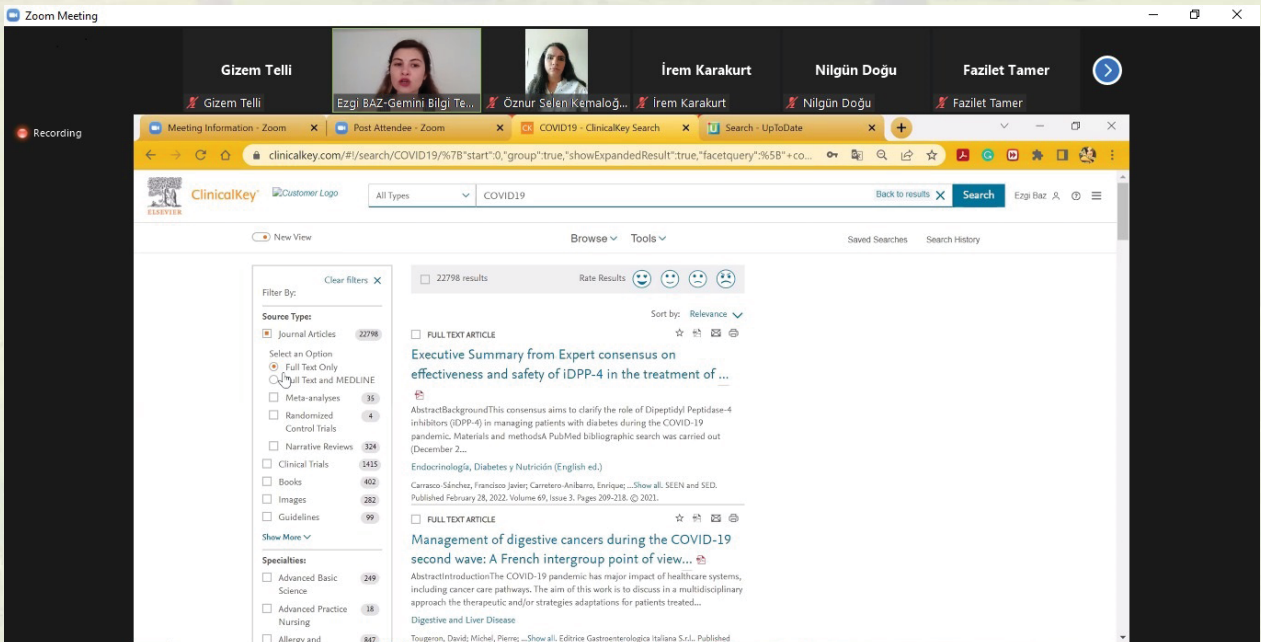 Zoom Meeting
Gizem Telli
İrem Karakurt
Nilgün Doğu
Fazilet Tamer
Gizem Telli
Ezgi BAZ-Gemini Bilgi Te...
Öznur Selen Kemaloğ...
İrem Karakurt
Nilgün Doğu
Fazilet Tamer
Recording
Meeting Information - Zoom
Post Attendee - Zoom
COVID19 - ClinicalKey Search
Search - UpToDate
clinicalkey.com/#!/search/COVID19/%7B"start":0,"group":true,"showExpandedResult":true,"facetquery":%5B"+co...
ELSEVIER
ClinicalKey
Customer Logo
All Types
COVID19
Back to results
Search
Ezgi Baz
New View
Browse
Tools
Saved Searches
Search History
Clear filters
Filter By:
Source Type:
Journal Articles 22798
Select an Option
Full Text Only
Full Text and MEDLINE
Meta-analyses 35
Randomized 4
Control Trials
Narrative Reviews 324
Clinical Trials 1415
Books 402
Images 282
Guidelines 99
Show More
Specialties:
Advanced Basic 249
Science
Advanced Practice 18
Nursing
Allergy and 847
22798 results
Rate Results
Sort by: Relevance
FULL TEXT ARTICLE
Executive Summary from Expert consensus on
effectiveness and safety of iDPP-4 in the treatment of ...
AbstractBackgroundThis consensus aims to clarify the role of Dipeptidyl Peptidase-4
inhibitors (iDPP-4) in managing patients with diabetes during the COVID-19
pandemic. Materials and methodsA PubMed bibliographic search was carried out
(December 2...
Endocrinología, Diabetes y Nutrición (English ed.)
Carrasco-Sánchez, Francisco Javier; Carretero-Anibarro, Enrique; ...Show all. SEEN and SED.
Published February 28, 2022. Volume 69, Issue 3. Pages 209-218. © 2021.
FULL TEXT ARTICLE
Management of digestive cancers during the COVID-19
second wave: A French intergroup point of view...
AbstractIntroductionThe COVID-19 pandemic has major impact of healthcare systems,
including cancer care pathways. The aim of this work is to discuss in a multidisciplinary
approach the therapeutic and/or strategies adaptations for patients treated...
Digestive and Liver Disease
Tougeron, David; Michel, Pierre; ...Show all. Editrice Gastroenterologica Italiana S.r.l.. Published